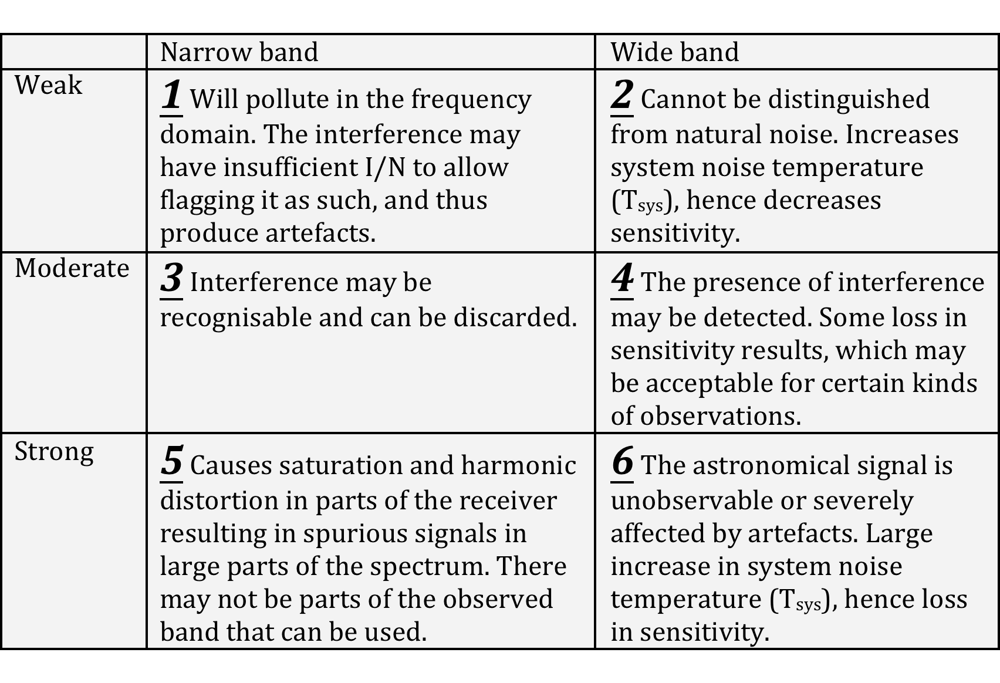 Narrow band
Wide band
Weak
1 Will pollute in the frequency
domain. The interference may
have insufficient I/N to allow
flagging it as such, and thus
produce artefacts.
2 Cannot be distinguished
from natural noise. Increases
system noise temperature
(Tsys), hence decreases
sensitivity.
Moderate
3 Interference may be
recognisable and can be discarded.
4 The presence of interference
may be detected. Some loss in
sensitivity results, which may
be acceptable for certain kinds
of observations.
Strong
5 Causes saturation and harmonic
distortion in parts of the receiver
resulting in spurious signals in
large parts of the spectrum. There
may not be parts of the observed
band that can be used.
6 The astronomical signal is
unobservable or severely
affected by artefacts. Large
increase in system noise
temperature (Tsys), hence loss
in sensitivity.